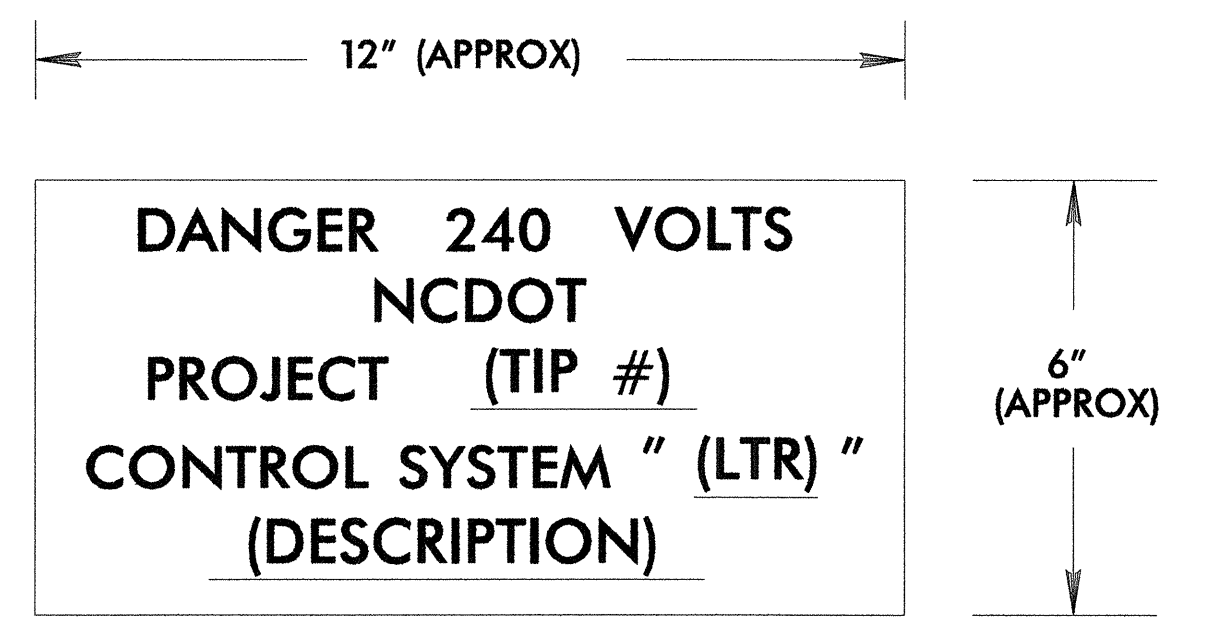 12" (APPROX)
DANGER 240 VOLTS
NCDOT
PROJECT (TIP #)
CONTROL SYSTEM " (LTR) "
(DESCRIPTION)
6"
(APPROX)